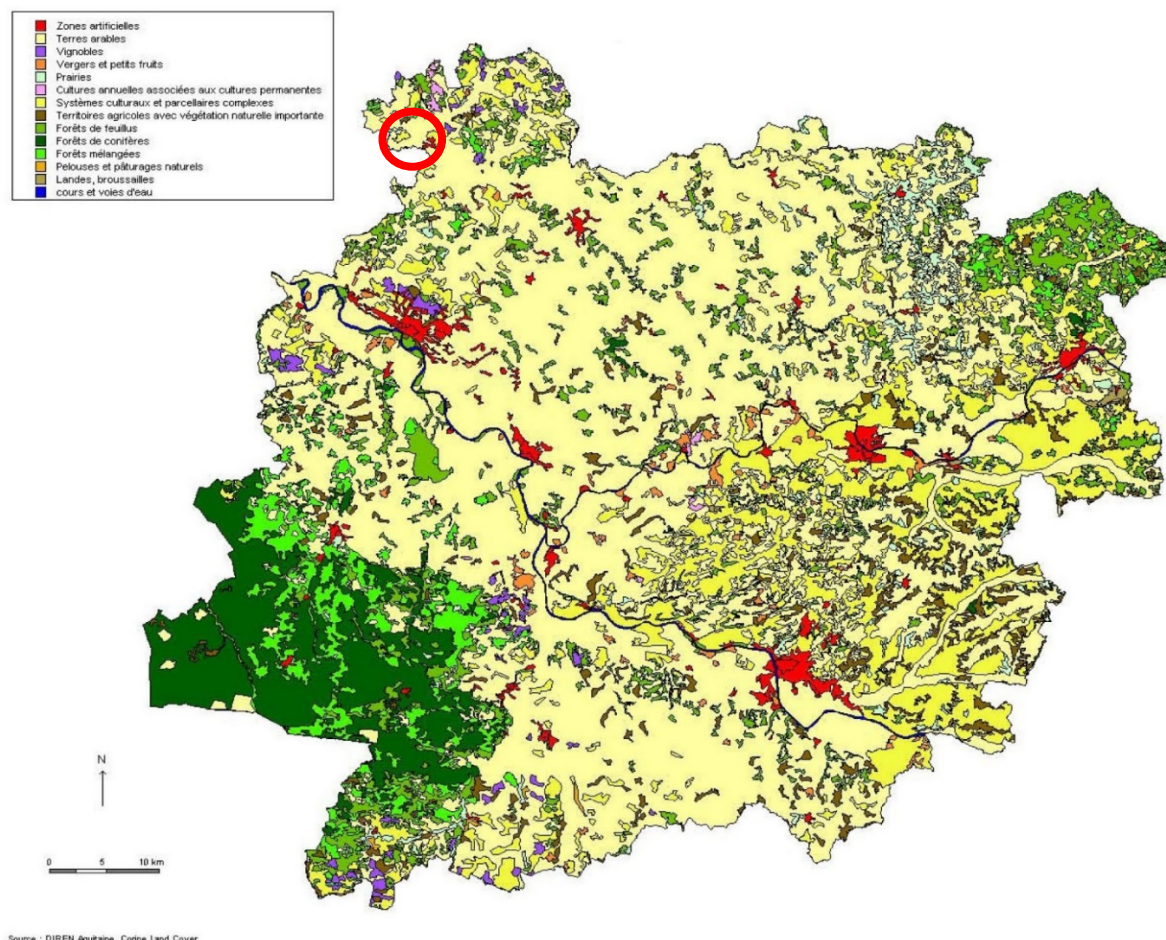 Zones artificielles
Terres arables
Vignobles
Vergers et petits fruits
Prairies
Cultures annuelles associées aux cultures permanentes
Systèmes culturaux et parcellaires complexes
Territoires agricoles avec végétation naturelle importante
Forêts de feuillus
Forêts de conifères
Forêts mélangées
Pelouses et pâturages naturels
Landes, broussailles
cours et voies d'eau
N
0 5 10 km
Source : DIREN Aquitaine, Corine Land Cover